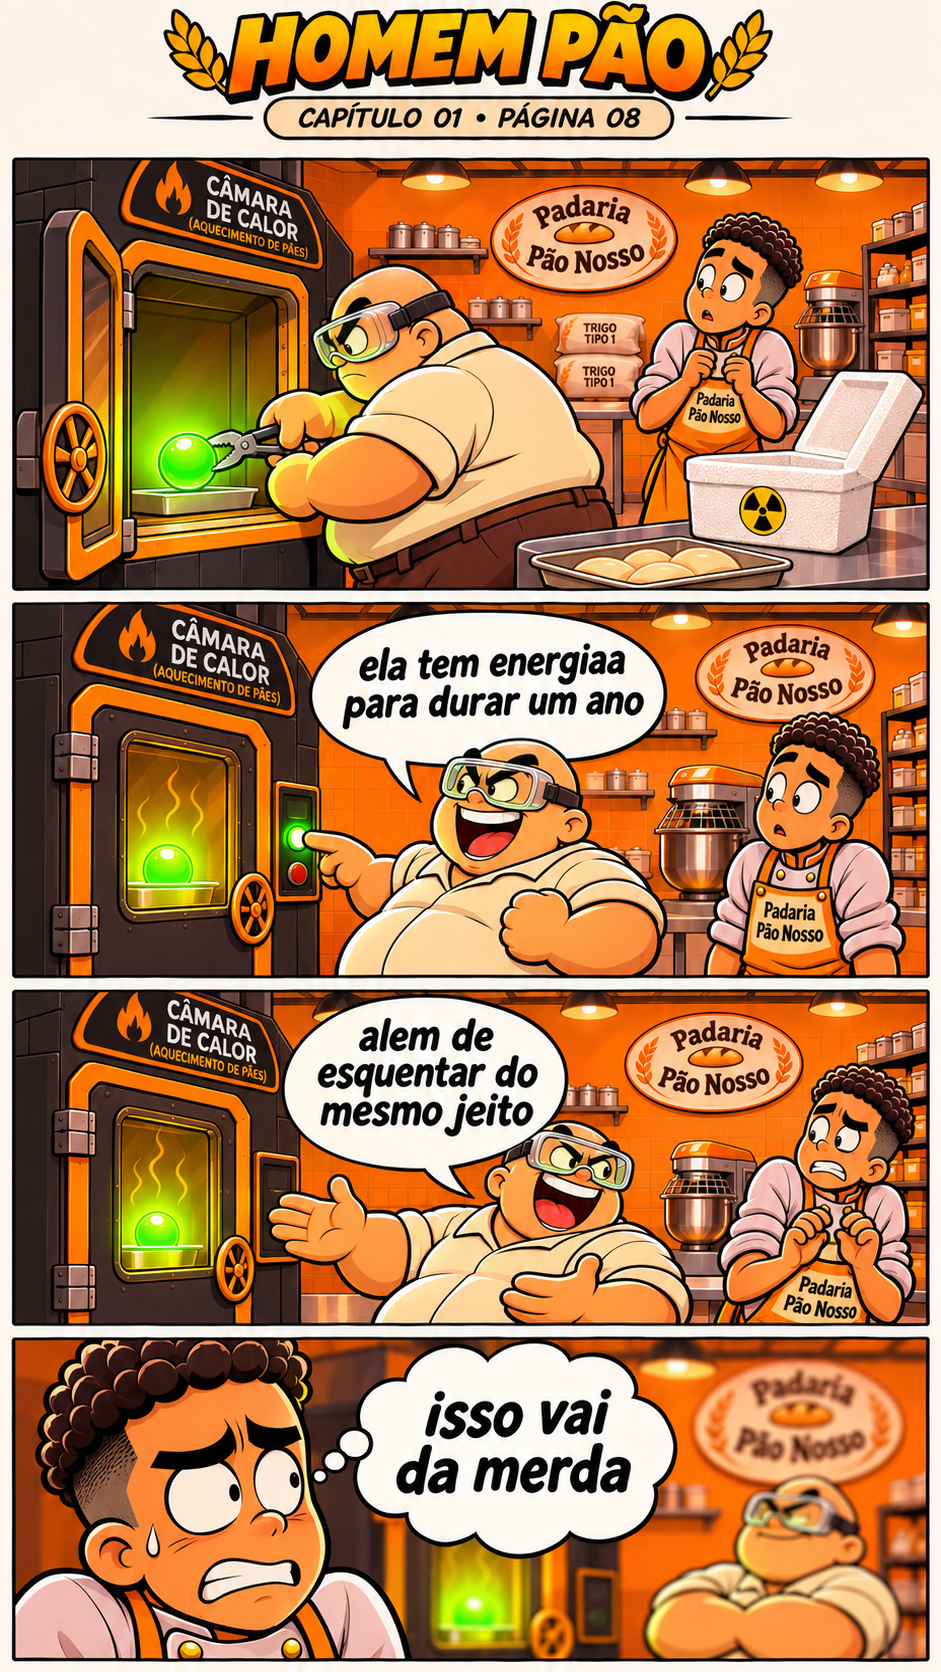 HOMEM PÃO
CAPÍTULO 01 • PÁGINA 08
CÂMARA
DE CALOR
(AQUECIMENTO DE PÃES)
Padaria
Pão Nosso
TRIGO
TIPO 1
TRIGO
TIPO 1
Padaria
Pão Nosso
CÂMARA
DE CALOR
(AQUECIMENTO DE PÃES)
ela tem energiaa
para durar um ano
Padaria
Pão Nosso
Padaria
Pão Nosso
CÂMARA
DE CALOR
(AQUECIMENTO DE PÃES)
alem de
esquentar do
mesmo jeito
Padaria
Pão Nosso
Padaria
Pão Nosso
isso vai
da merda
Padaria
Pão Nosso